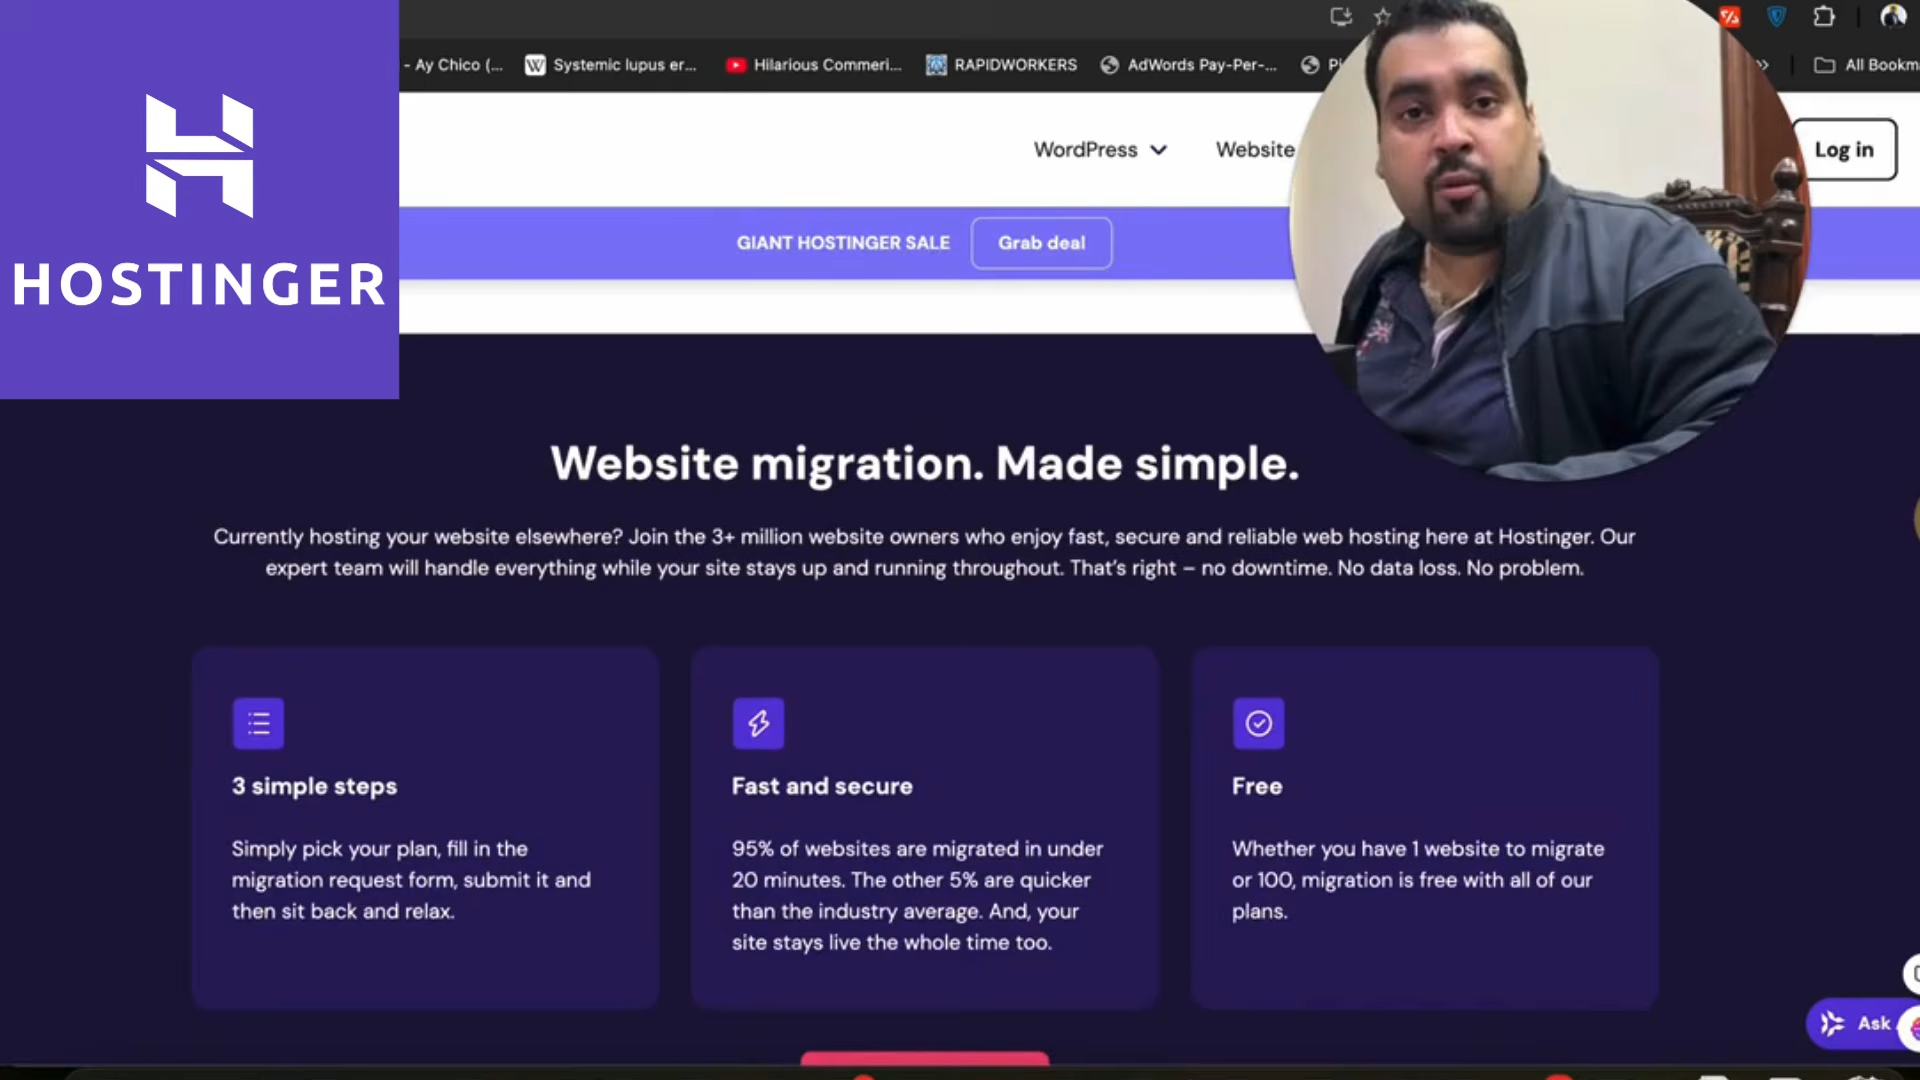 - Ay Chico (...
Systemic lupus er...
Hilarious Commeri...
RAPIDWORKERS
AdWords Pay-Per-...
All Bookm
HOSTINGER
WordPress
Website
Log in
GIANT HOSTINGER SALE
Grab deal
Website migration. Made simple.
Currently hosting your website elsewhere? Join the 3+ million website owners who enjoy fast, secure and reliable web hosting here at Hostinger. Our
expert team will handle everything while your site stays up and running throughout. That's right – no downtime. No data loss. No problem.
3 simple steps
Simply pick your plan, fill in the
migration request form, submit it and
then sit back and relax.
Fast and secure
95% of websites are migrated in under
20 minutes. The other 5% are quicker
than the industry average. And, your
site stays live the whole time too.
Free
Whether you have 1 website to migrate
or 100, migration is free with all of our
plans.
Ask